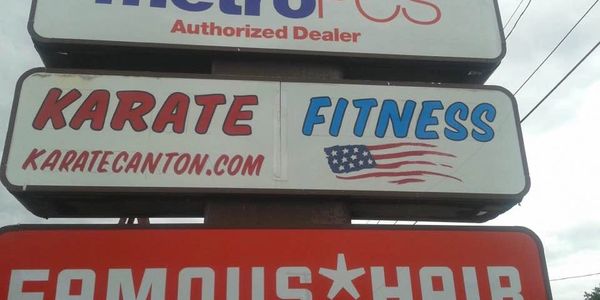 metroPCS
Authorized Dealer
KARATE FITNESS
KARATECANTON.COM
FAMOUS HAIR